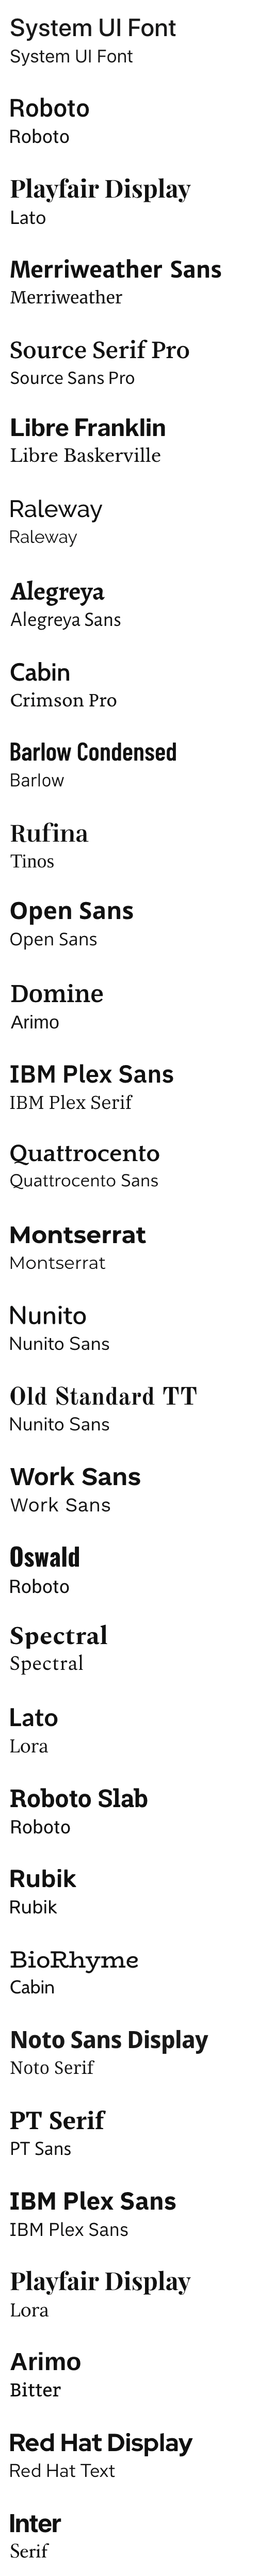 System UI Font
System UI Font
Roboto
Roboto
Playfair Display
Lato
Merriweather Sans
Merriweather
Source Serif Pro
Source Sans Pro
Libre Franklin
Libre Baskerville
Raleway
Raleway
Alegreya
Alegreya Sans
Cabin
Crimson Pro
Barlow Condensed
Barlow
Rufina
Tinos
Open Sans
Open Sans
Domine
Arimo
IBM Plex Sans
IBM Plex Serif
Quattrocento
Quattrocento Sans
Montserrat
Montserrat
Nunito
Nunito Sans
Old Standard TT
Nunito Sans
Work Sans
Work Sans
Oswald
Roboto
Spectral
Spectral
Lato
Lora
Roboto Slab
Roboto
Rubik
Rubik
BioRhyme
Cabin
Noto Sans Display
Noto Serif
PT Serif
PT Sans
IBM Plex Sans
IBM Plex Sans
Playfair Display
Lora
Arimo
Bitter
Red Hat Display
Red Hat Text
Inter
Serif